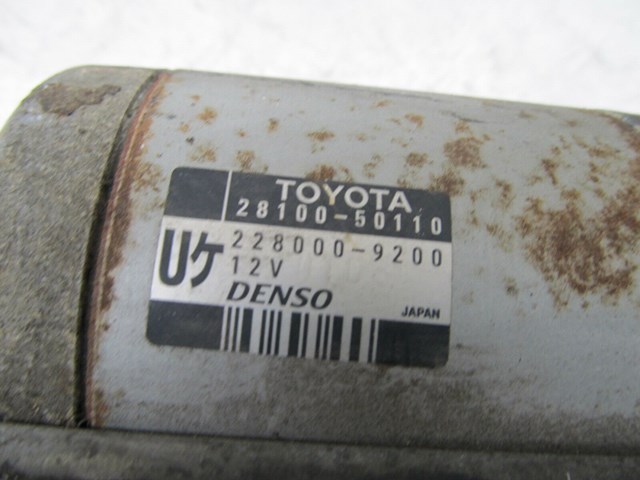 TOYOTA
28100-50110
Uケ
228000-9200
12V
DENSO
JAPAN